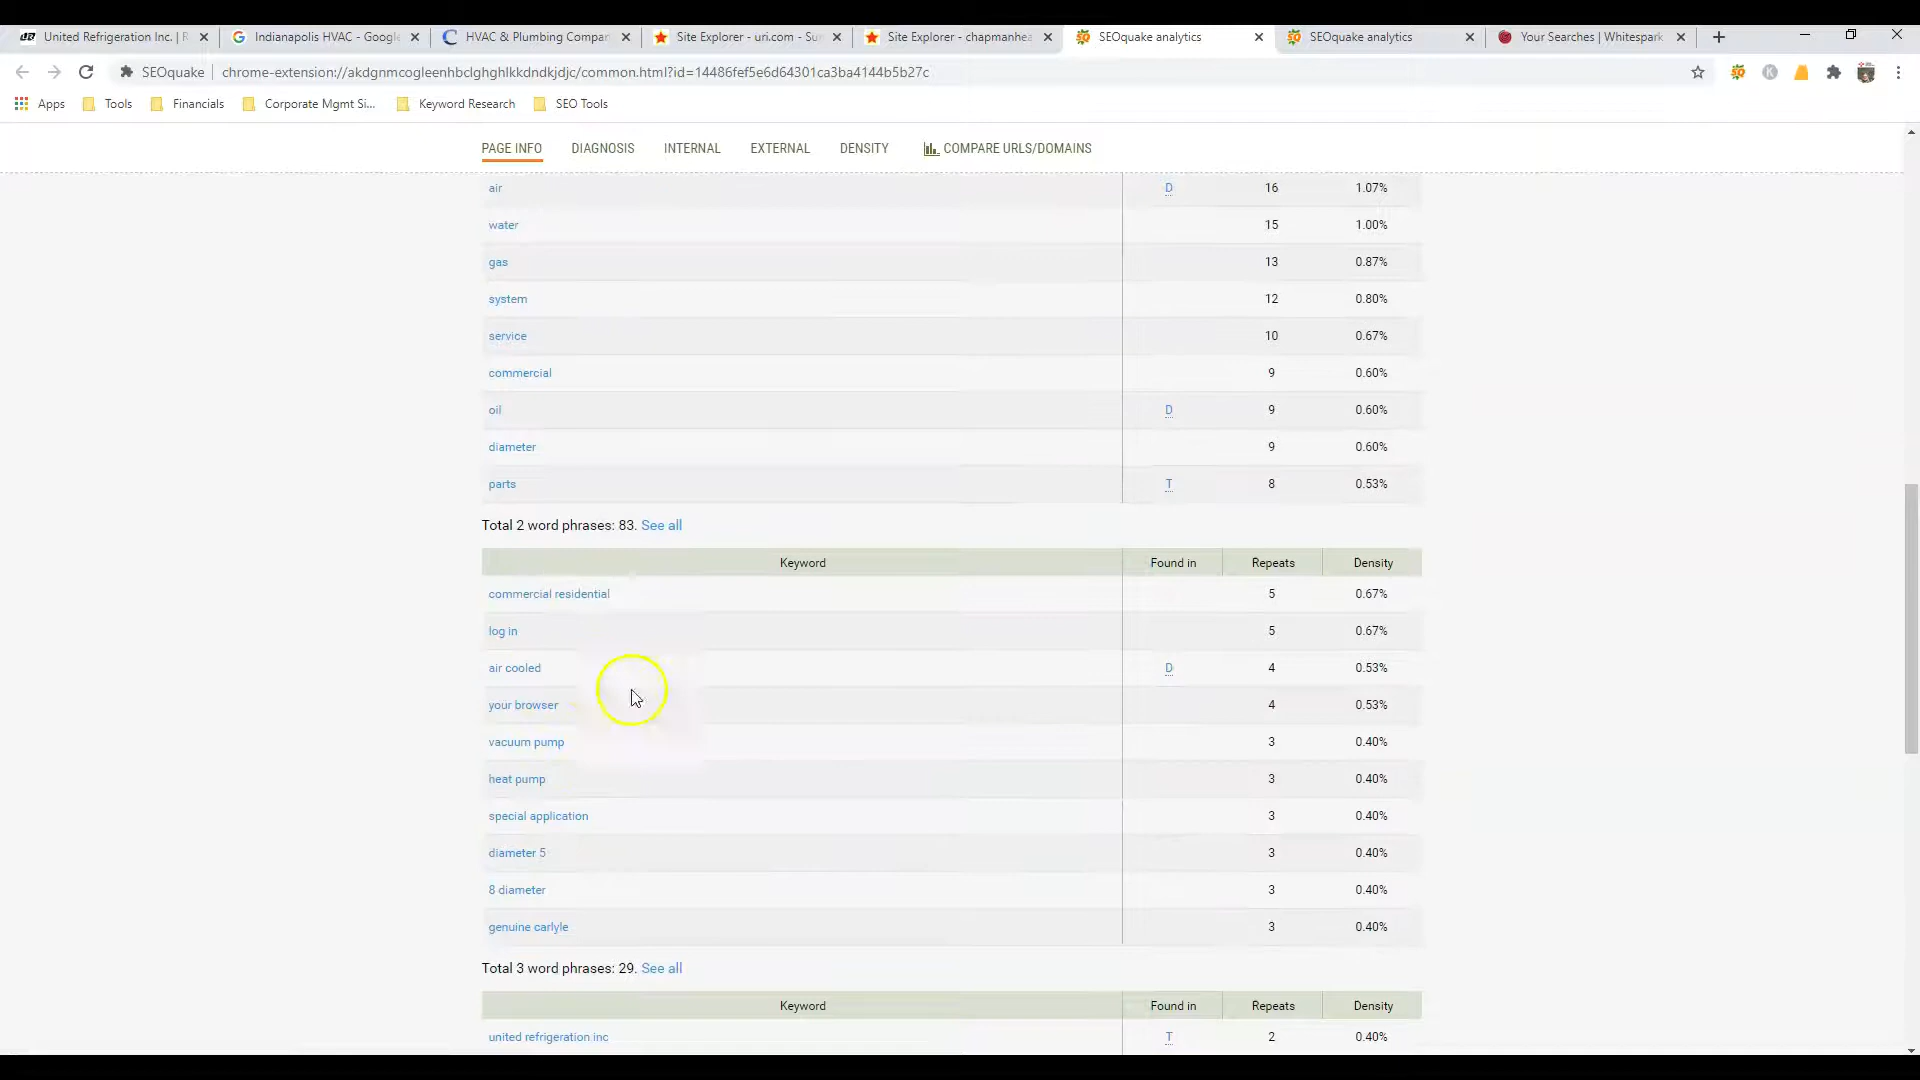 United Refrigeration Inc. | R
Indianapolis HVAC - Google
HVAC & Plumbing Compan
Site Explorer - uri.com - Su
Site Explorer - chapmanhea
SEOquake analytics
SEOquake analytics
Your Searches | Whitespark
SEOquake | chrome-extension://akdgnmcogleenhbclghghlkkdndkjdjc/common.html?id=14486fef5e6d64301ca3ba4144b5b27c
Apps Tools Financials Corporate Mgmt Si... Keyword Research SEO Tools
PAGE INFO DIAGNOSIS INTERNAL EXTERNAL DENSITY COMPARE URLS/DOMAINS
air D 16 1.07%
water 15 1.00%
gas 13 0.87%
system 12 0.80%
service 10 0.67%
commercial 9 0.60%
oil D 9 0.60%
diameter 9 0.60%
parts T 8 0.53%
Total 2 word phrases: 83. See all
Keyword Found in Repeats Density
commercial residential 5 0.67%
log in 5 0.67%
air cooled D 4 0.53%
your browser 4 0.53%
vacuum pump 3 0.40%
heat pump 3 0.40%
special application 3 0.40%
diameter 5 3 0.40%
8 diameter 3 0.40%
genuine carlyle 3 0.40%
Total 3 word phrases: 29. See all
Keyword Found in Repeats Density
united refrigeration inc T 2 0.40%